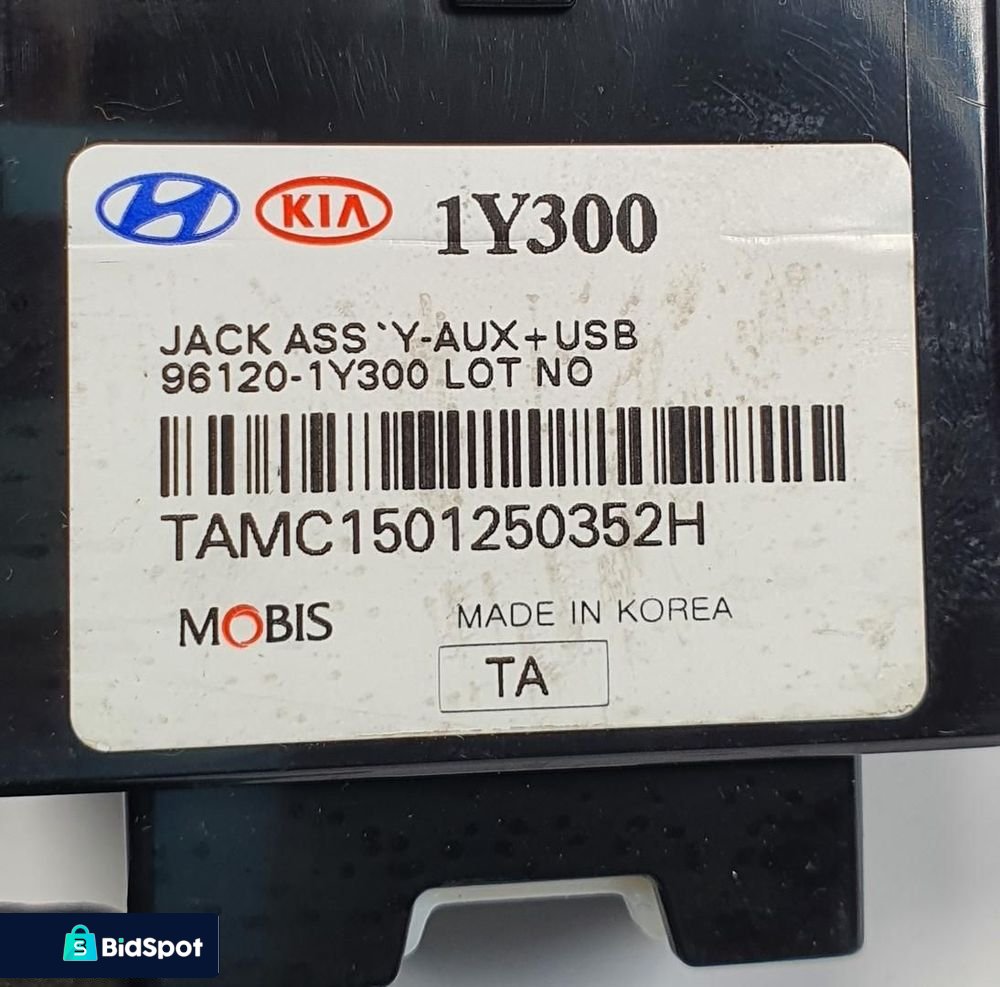 KIA 1Y300
JACK ASS`Y-AUX+USB
96120-1Y300 LOT NO
TAMC1501250352H
MOBIS MADE IN KOREA
TA
S BidSpot